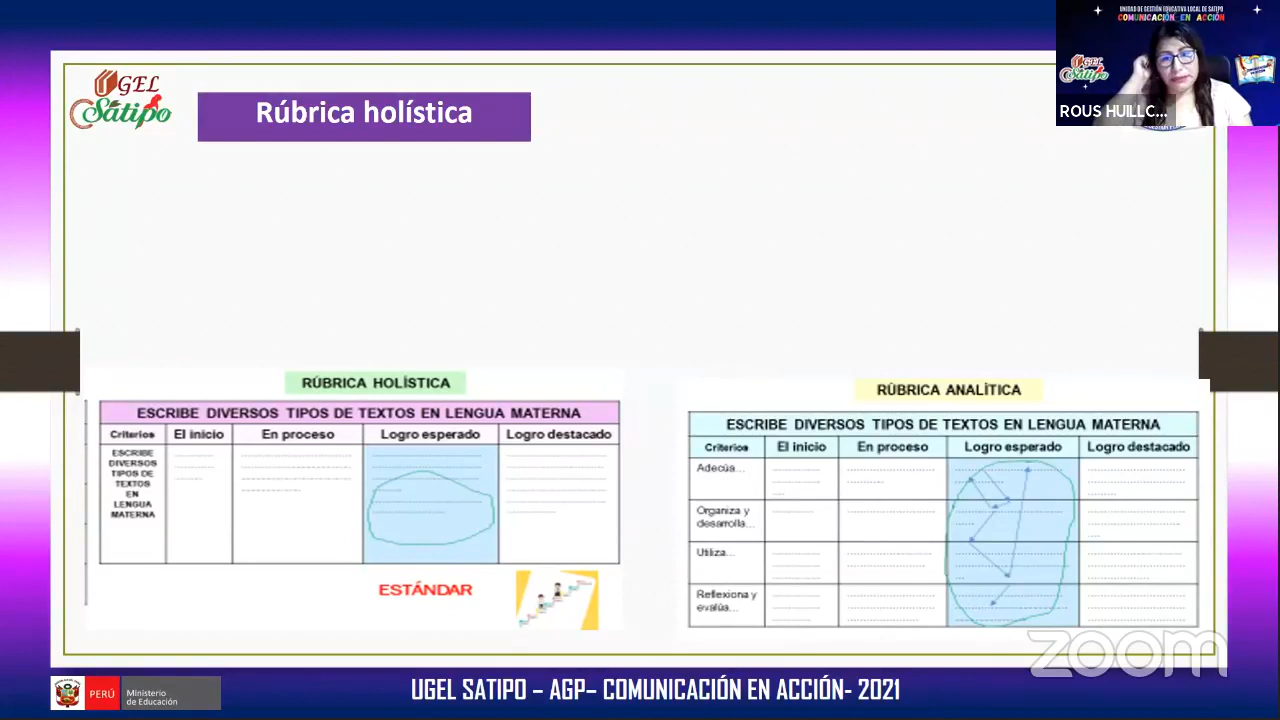 UNIDAD DE GESTIÓN EDUCATIVA LOCAL DE SATIPO
COMUNICACIÓN EN ACCIÓN
UGEL
Satipo
ROUS HUILLC...
UGEL
Satipo
Rúbrica holística
RÚBRICA HOLÍSTICA
ESCRIBE DIVERSOS TIPOS DE TEXTOS EN LENGUA MATERNA
Criterios El inicio En proceso Logro esperado Logro destacado
ESCRIBE
DIVERSOS
TIPOS DE
TEXTOS
EN
LENGUA
MATERNA
ESTÁNDAR
RÚBRICA ANALÍTICA
ESCRIBE DIVERSOS TIPOS DE TEXTOS EN LENGUA MATERNA
Criterios El inicio En proceso Logro esperado Logro destacado
Adecúa...
Organiza y
desarrolla...
Utiliza...
Reflexiona y
evalúa...
zoom
PERÚ
Ministerio
de Educación
UGEL SATIPO – AGP– COMUNICACIÓN EN ACCIÓN- 2021